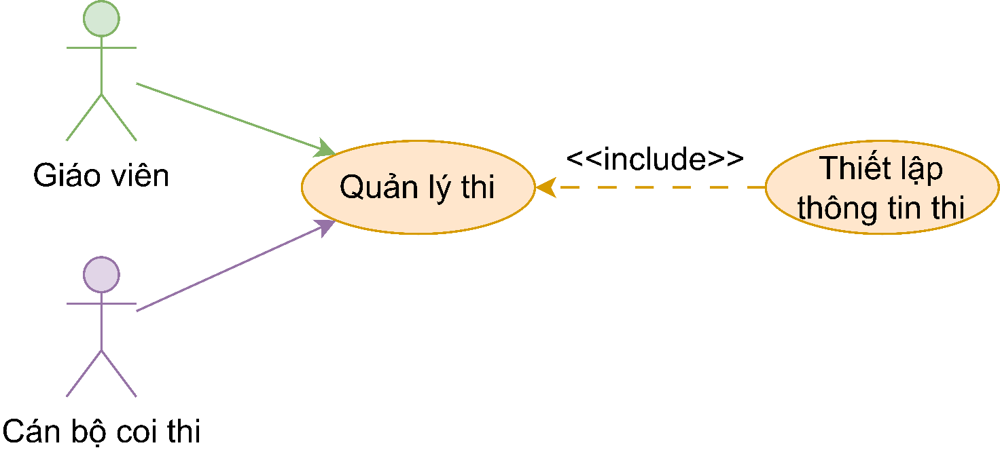 Giáo viên
Quản lý thi
<<include>>
Thiết lập
thông tin thi
Cán bộ coi thi